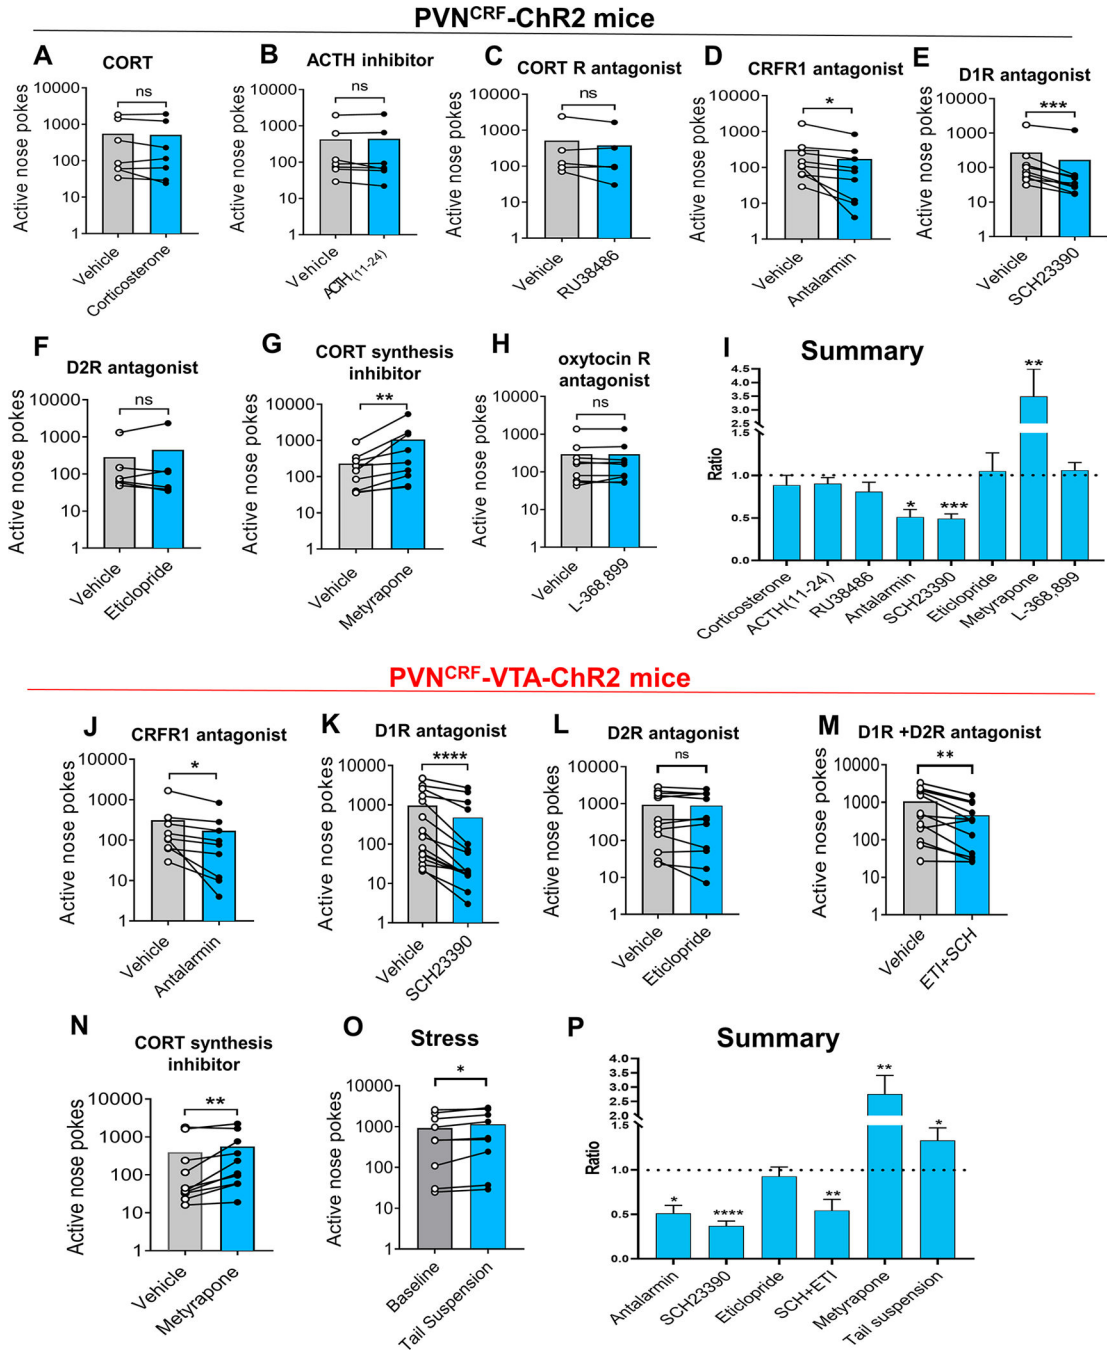 PVNCRF-ChR2 mice
A
CORT
ns
Active nose pokes
10000
1000
100
10
1
Vehicle
Corticosterone
B
ACTH inhibitor
ns
Active nose pokes
10000
1000
100
10
1
Vehicle
ACTH(11-24)
C
CORT R antagonist
ns
Active nose pokes
10000
1000
100
10
1
Vehicle
RU38486
D
CRFR1 antagonist
*
Active nose pokes
10000
1000
100
10
1
Vehicle
Antalarmin
E
D1R antagonist
***
Active nose pokes
10000
1000
100
10
1
Vehicle
SCH23390
F
D2R antagonist
ns
Active nose pokes
10000
1000
100
10
1
Vehicle
Eticlopride
G
CORT synthesis
inhibitor
**
Active nose pokes
10000
1000
100
10
1
Vehicle
Metyrapone
H
oxytocin R
antagonist
ns
Active nose pokes
10000
1000
100
10
1
Vehicle
L-368,899
I
Summary
Ratio
4.5
3.5
2.5
1.5
1.0
0.5
0.0
*
***
**
Corticosterone
ACTH(11-24)
RU38486
Antalarmin
SCH23390
Eticlopride
Metyrapone
L-368,899
PVNCRF-VTA-ChR2 mice
J
CRFR1 antagonist
*
Active nose pokes
10000
1000
100
10
1
Vehicle
Antalarmin
K
D1R antagonist
****
Active nose pokes
10000
1000
100
10
1
Vehicle
SCH23390
L
D2R antagonist
ns
Active nose pokes
10000
1000
100
10
1
Vehicle
Eticlopride
M
D1R +D2R antagonist
**
Active nose pokes
10000
1000
100
10
1
Vehicle
ETI+SCH
N
CORT synthesis
inhibitor
**
Active nose pokes
10000
1000
100
10
1
Vehicle
Metyrapone
O
Stress
*
Active nose pokes
10000
1000
100
10
1
Baseline
Tail Suspension
P
Summary
Ratio
4.0
3.5
3.0
2.5
2.0
1.5
1.0
0.5
0.0
*
****
**
**
*
Antalarmin
SCH23390
Eticlopride
SCH+ETI
Metyrapone
Tail suspension